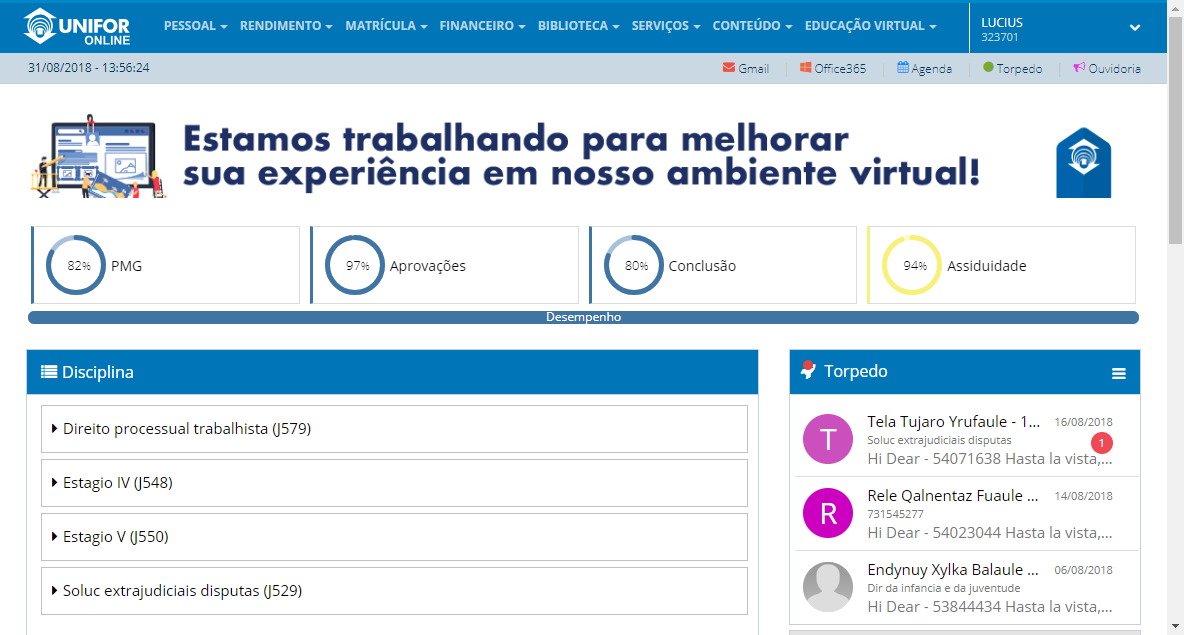 UNIFOR
ONLINE
PESSOAL RENDIMENTO MATRÍCULA FINANCEIRO BIBLIOTECA SERVIÇOS CONTEÚDO EDUCAÇÃO VIRTUAL
LUCIUS
323701
31/08/2018 - 13:56:24
Gmail Office365 Agenda Torpedo Ouvidoria
Estamos trabalhando para melhorar
sua experiência em nosso ambiente virtual!
82% PMG
97% Aprovações
80% Conclusão
94% Assiduidade
Desempenho
Disciplina
Direito processual trabalhista (J579)
Estagio IV (J548)
Estagio V (J550)
Soluc extrajudiciais disputas (J529)
Torpedo
T
Tela Tujaro Yrufaule - 1... 16/08/2018
Soluc extrajudiciais disputas
1
Hi Dear - 54071638 Hasta la vista,...
R
Rele Qalnentaz Fuaule ... 14/08/2018
731545277
Hi Dear - 54023044 Hasta la vista,...
Endynuy Xylka Balaule ... 06/08/2018
Dir da infancia e da juventude
Hi Dear - 53844434 Hasta la vista,...